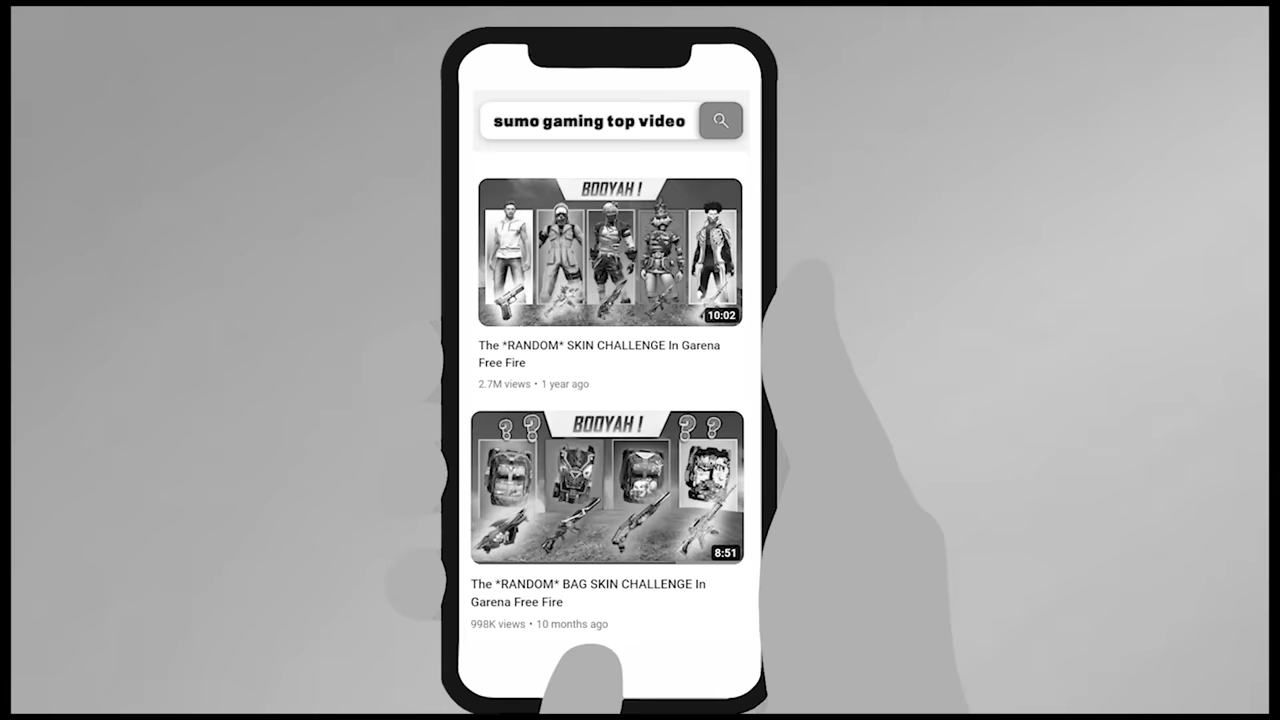 sumo gaming top video
BOOYAH !
10:02
The *RANDOM* SKIN CHALLENGE In Garena
Free Fire
2.7M views • 1 year ago
? ? BOOYAH ! ? ?
8:51
The *RANDOM* BAG SKIN CHALLENGE In
Garena Free Fire
998K views • 10 months ago